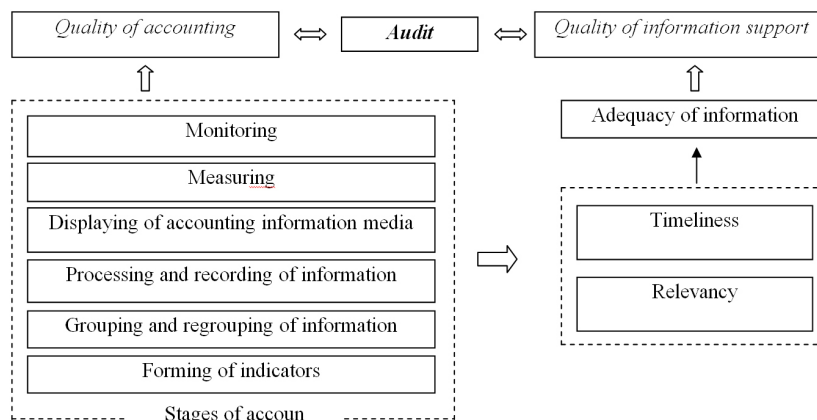 Quality of accounting
Audit
Quality of information support
Monitoring
Measuring
Displaying of accounting information media
Processing and recording of information
Grouping and regrouping of information
Forming of indicators
Stages of accoun
Adequacy of information
Timeliness
Relevancy